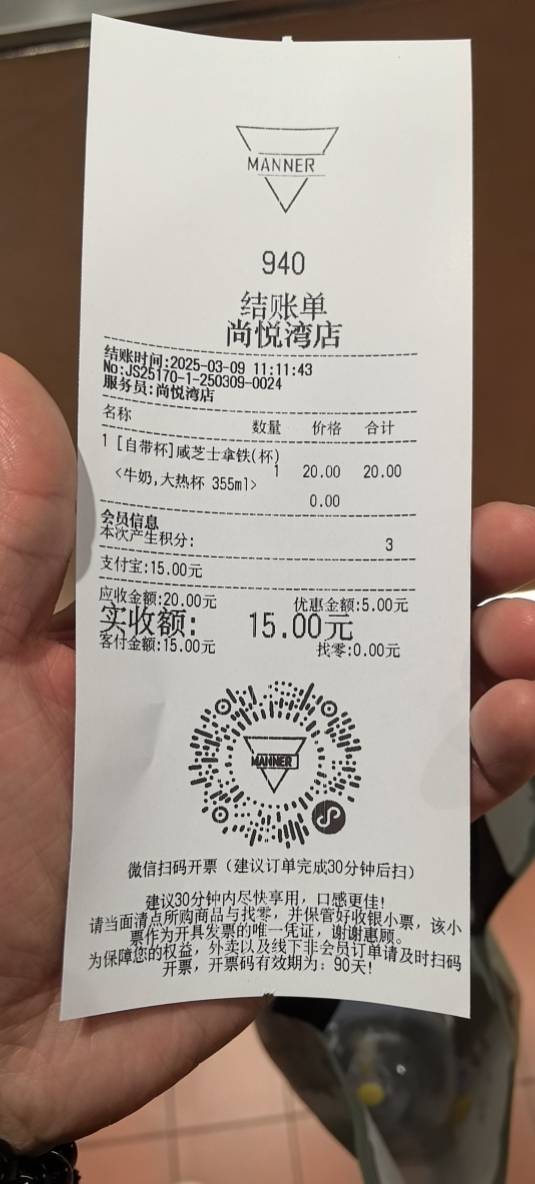 MANNER
940
结账单
尚悦湾店
结账时间:2025-03-09 11:11:43
No:JS25170-1-250309-0024
服务员:尚悦湾店
名称 数量 价格 合计
1 [自带杯]咸芝士拿铁(杯)
1 20.00 20.00
<牛奶,大热杯 355ml>
0.00
会员信息
本次产生积分: 3
支付宝:15.00元
应收金额:20.00元 优惠金额:5.00元
实收额: 15.00元
客付金额:15.00元 找零:0.00元
MANNER
微信扫码开票（建议订单完成30分钟后扫）
建议30分钟内尽快享用，口感更佳!
请当面清点所购商品与找零，并保管好收银小票，该小
票作为开具发票的唯一凭证，谢谢惠顾。
为保障您的权益，外卖以及线下非会员订单请及时扫码
开票，开票码有效期为：90天!